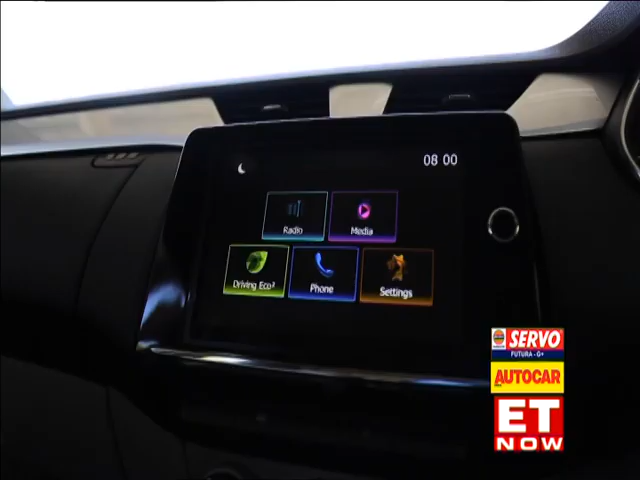 08 00
Radio
Media
Driving Eco²
Phone
Settings
SERVO
FUTURA - G+
AUTOCAR
ET
NOW